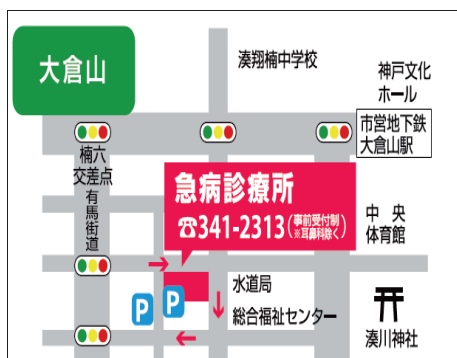 大倉山
湊翔楠中学校
神戸文化
ホール
市営地下鉄
大倉山駅
楠六
交差点
有馬街道
急病診療所
☎341-2313(事前受付制
※耳鼻科除く)
中央
体育館
水道局
総合福祉センター
P
P
湊川神社